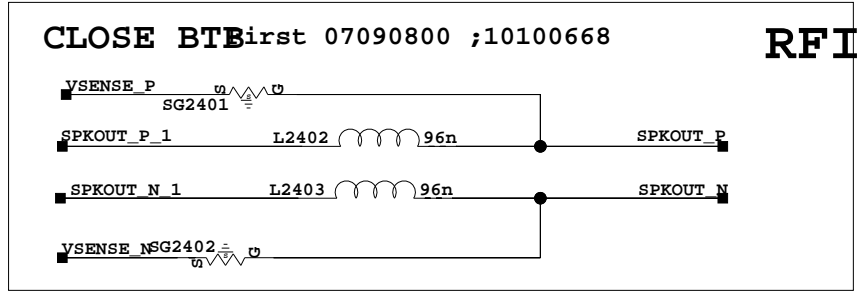 CLOSE BTB First 07090800 ;10100668 RFI
VSENSE_P S S G
SG2401
SPKOUT_P_1 L2402 96n SPKOUT_P
SPKOUT_N_1 L2403 96n SPKOUT_N
VSENSE_N SG2402 S S G